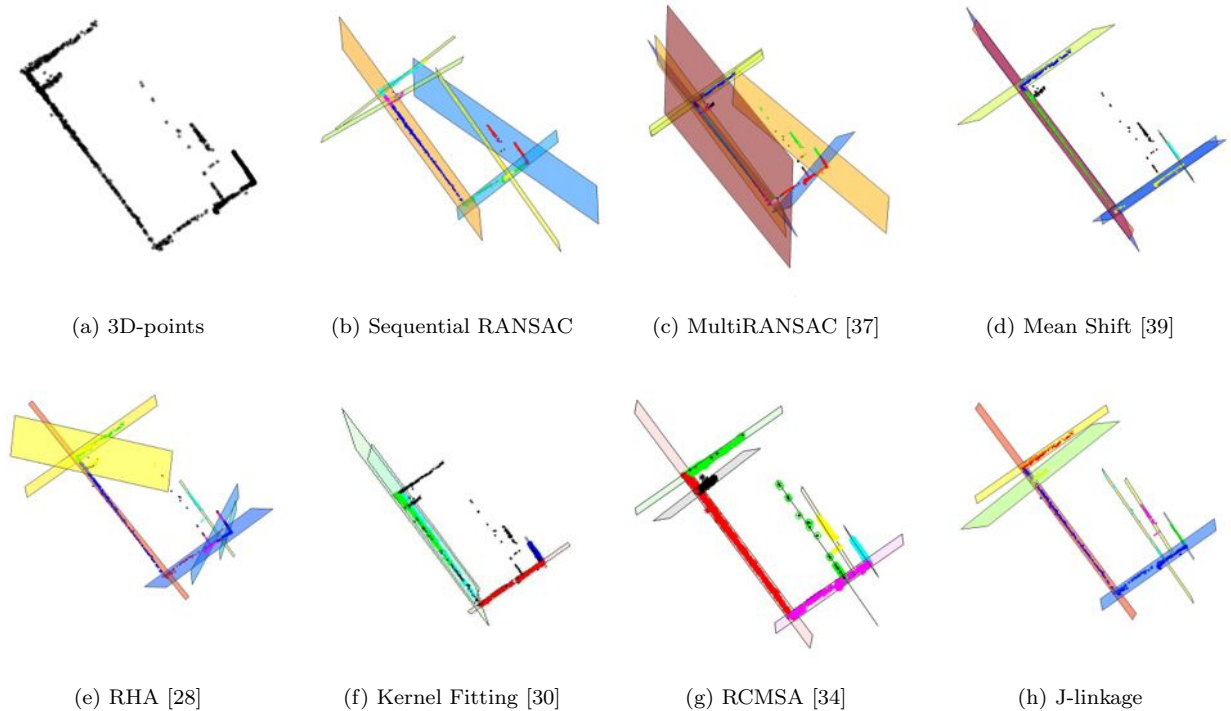 (a) 3D-points
(b) Sequential RANSAC
(c) MultiRANSAC [37]
(d) Mean Shift [39]
(e) RHA [28]
(f) Kernel Fitting [30]
(g) RCMSA [34]
(h) J-linkage